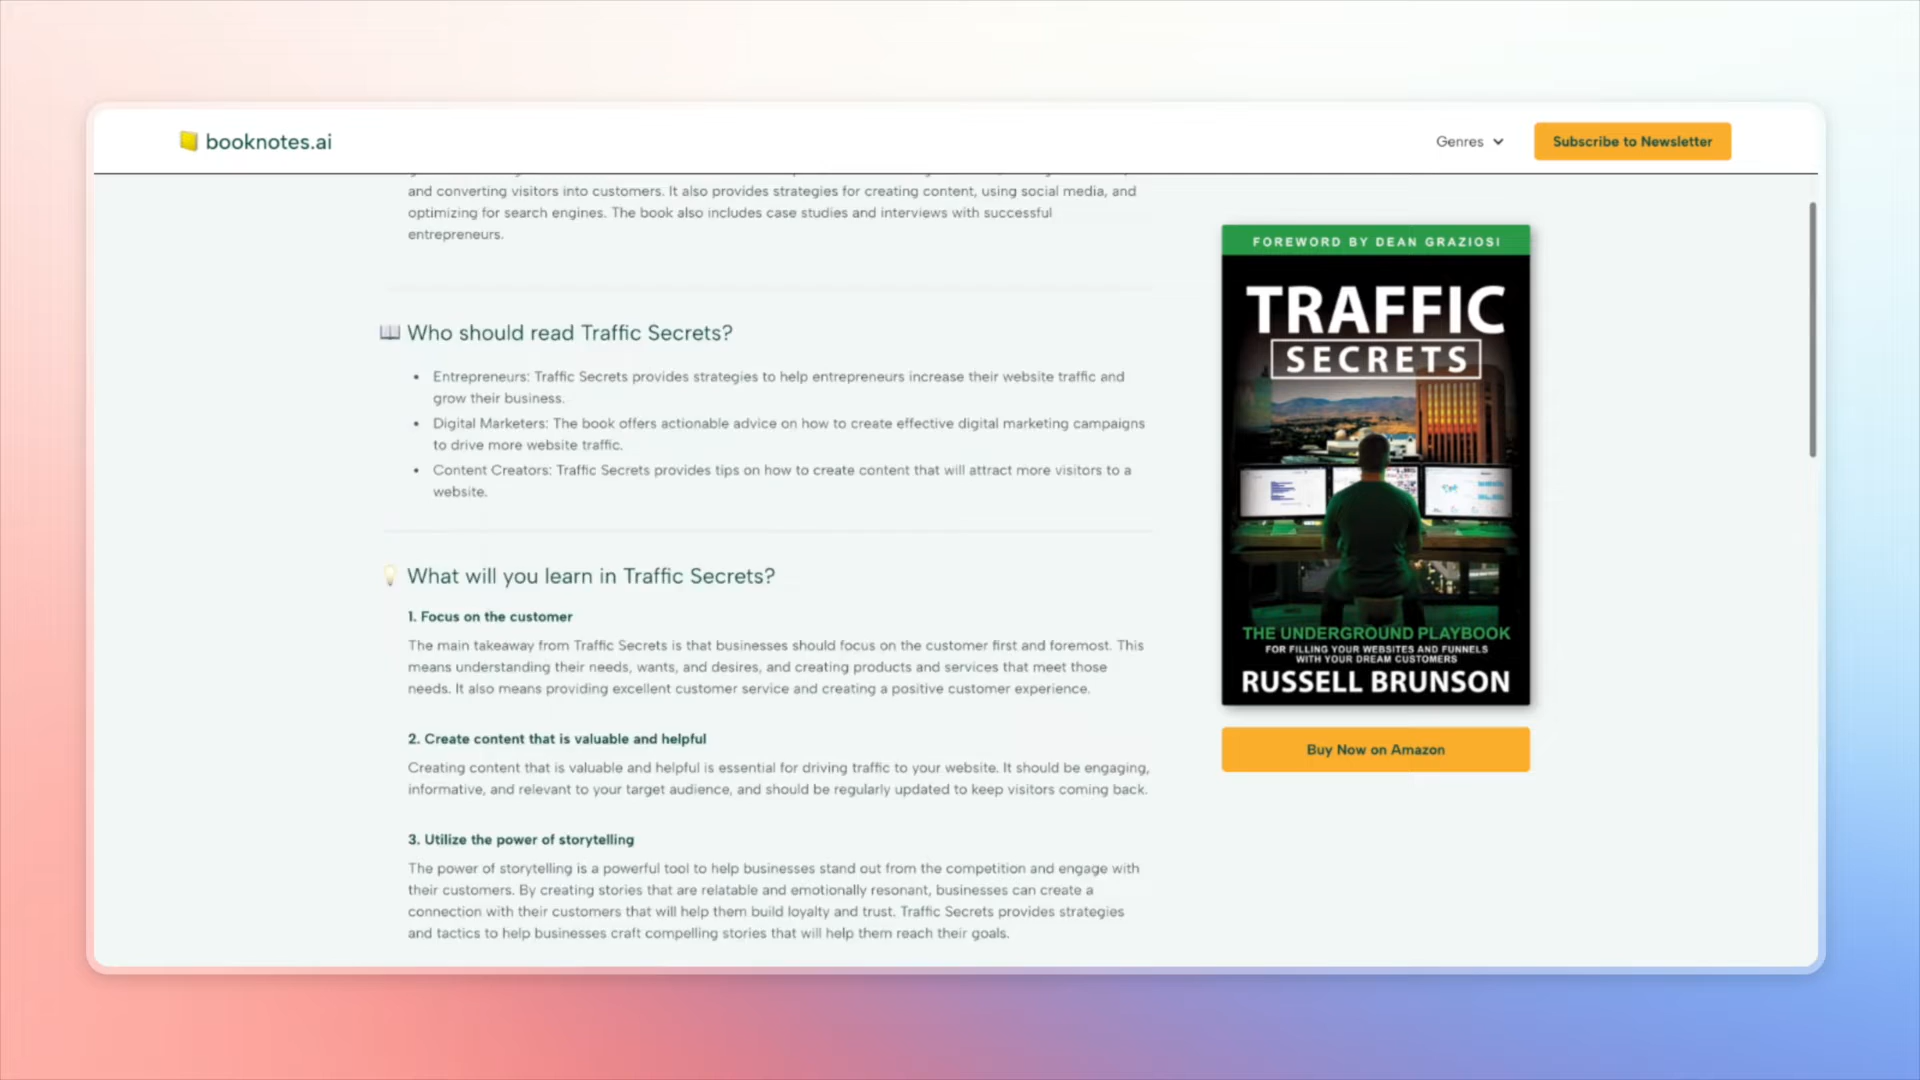 booknotes.ai
Genres
Subscribe to Newsletter
and converting visitors into customers. It also provides strategies for creating content, using social media, and
optimizing for search engines. The book also includes case studies and interviews with successful
entrepreneurs.
Who should read Traffic Secrets?
• Entrepreneurs: Traffic Secrets provides strategies to help entrepreneurs increase their website traffic and
grow their business.
• Digital Marketers: The book offers actionable advice on how to create effective digital marketing campaigns
to drive more website traffic.
• Content Creators: Traffic Secrets provides tips on how to create content that will attract more visitors to a
website.
What will you learn in Traffic Secrets?
1. Focus on the customer
The main takeaway from Traffic Secrets is that businesses should focus on the customer first and foremost. This
means understanding their needs, wants, and desires, and creating products and services that meet those
needs. It also means providing excellent customer service and creating a positive customer experience.
2. Create content that is valuable and helpful
Creating content that is valuable and helpful is essential for driving traffic to your website. It should be engaging,
informative, and relevant to your target audience, and should be regularly updated to keep visitors coming back.
3. Utilize the power of storytelling
The power of storytelling is a powerful tool to help businesses stand out from the competition and engage with
their customers. By creating stories that are relatable and emotionally resonant, businesses can create a
connection with their customers that will help them build loyalty and trust. Traffic Secrets provides strategies
and tactics to help businesses craft compelling stories that will help them reach their goals.
FOREWORD BY DEAN GRAZIOSI
TRAFFIC
SECRETS
THE UNDERGROUND PLAYBOOK
FOR FILLING YOUR WEBSITES AND FUNNELS
WITH YOUR DREAM CUSTOMERS
RUSSELL BRUNSON
Buy Now on Amazon